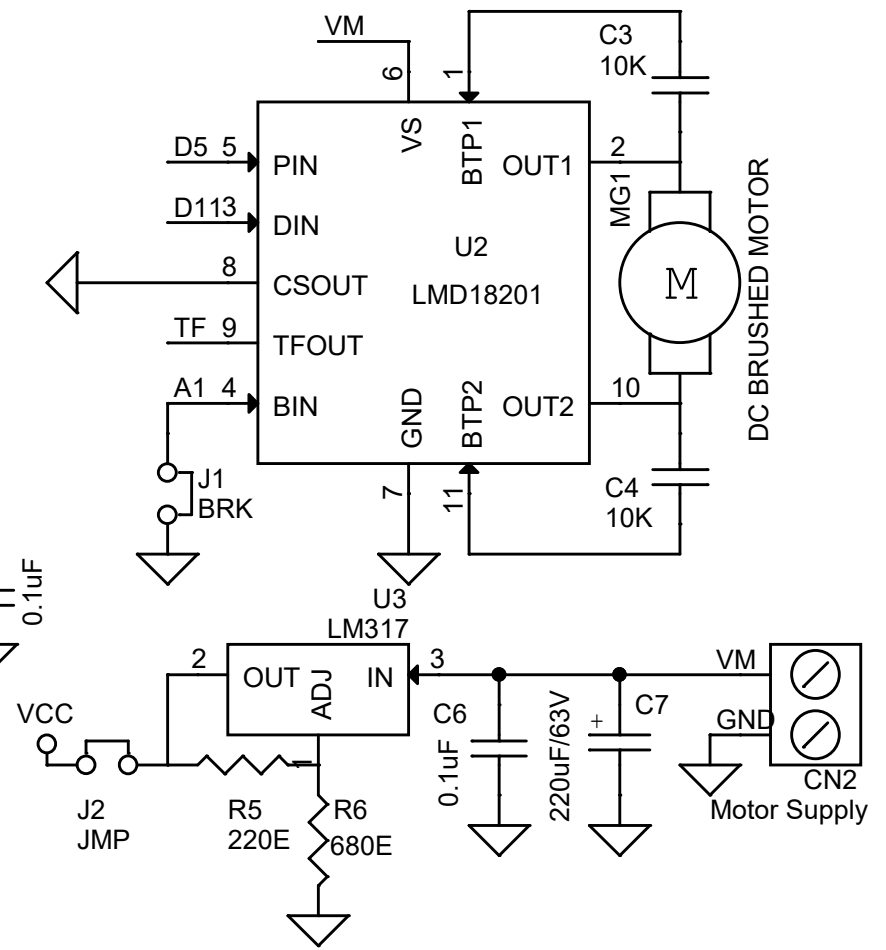 VM
C3
10K
6
1
VS
BTP1
D5 5
PIN
OUT1
2
MG1
DC BRUSHED MOTOR
D113
DIN
U2
8
CSOUT
LMD18201
M
TF 9
TFOUT
A1 4
BIN
GND
BTP2
OUT2
10
J1
BRK
7
11
C4
10K
0.1uF
U3
LM317
2
OUT
ADJ
IN
3
VM
VCC
C6
0.1uF
220uF/63V
+
C7
GND
1
J2
JMP
R5
220E
R6
680E
CN2
Motor Supply